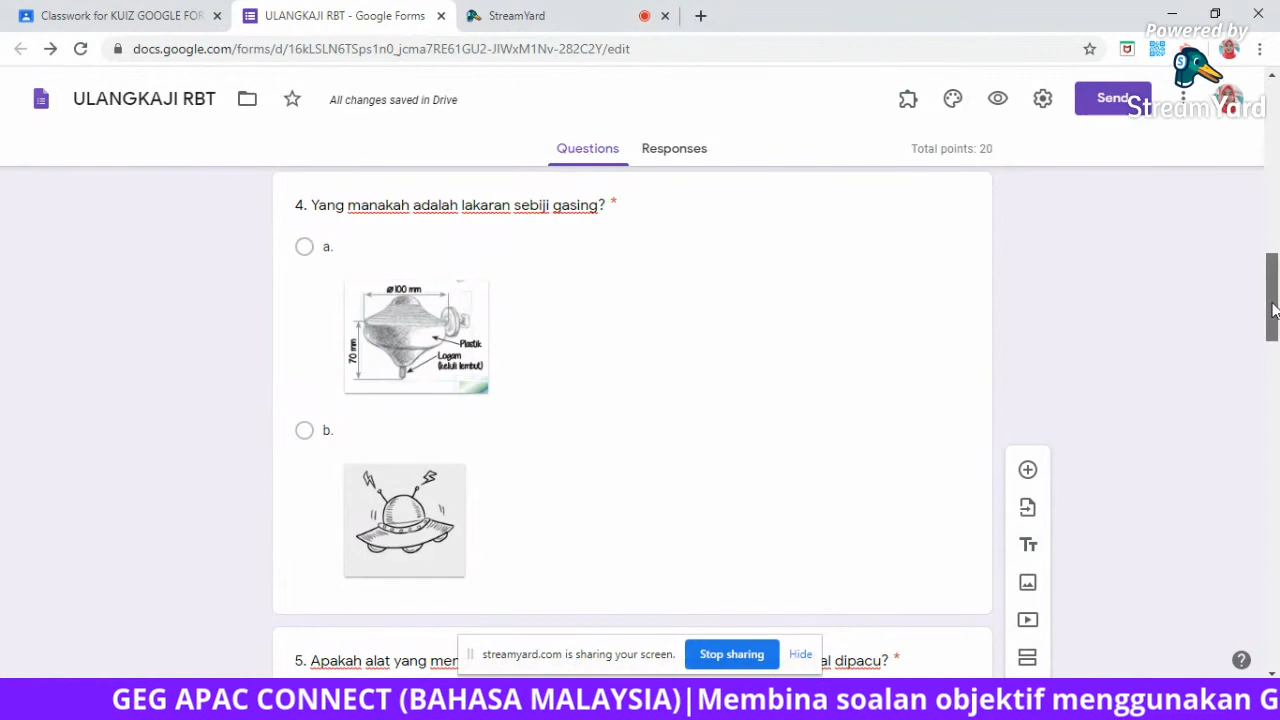 Classwork for KUIZ GOOGLE FOR
ULANGKAJI RBT - Google Forms
StreamYard
docs.google.com/forms/d/16kLSLN6TSps1n0_jcma7RE61GU2-JIWxM1Nv-282C2Y/edit
Powered by
StreamYard
ULANGKAJI RBT
All changes saved in Drive
Send
Questions
Responses
Total points: 20
4. Yang manakah adalah lakaran sebiji gasing? *
a.
ø100 mm
70 mm
Plastik
Logam
(keluli lembut)
b.
5. Apakah alat yang mer
al dipacu? *
streamyard.com is sharing your screen.
Stop sharing
Hide
GEG APAC CONNECT (BAHASA MALAYSIA)|Membina soalan objektif menggunakan G